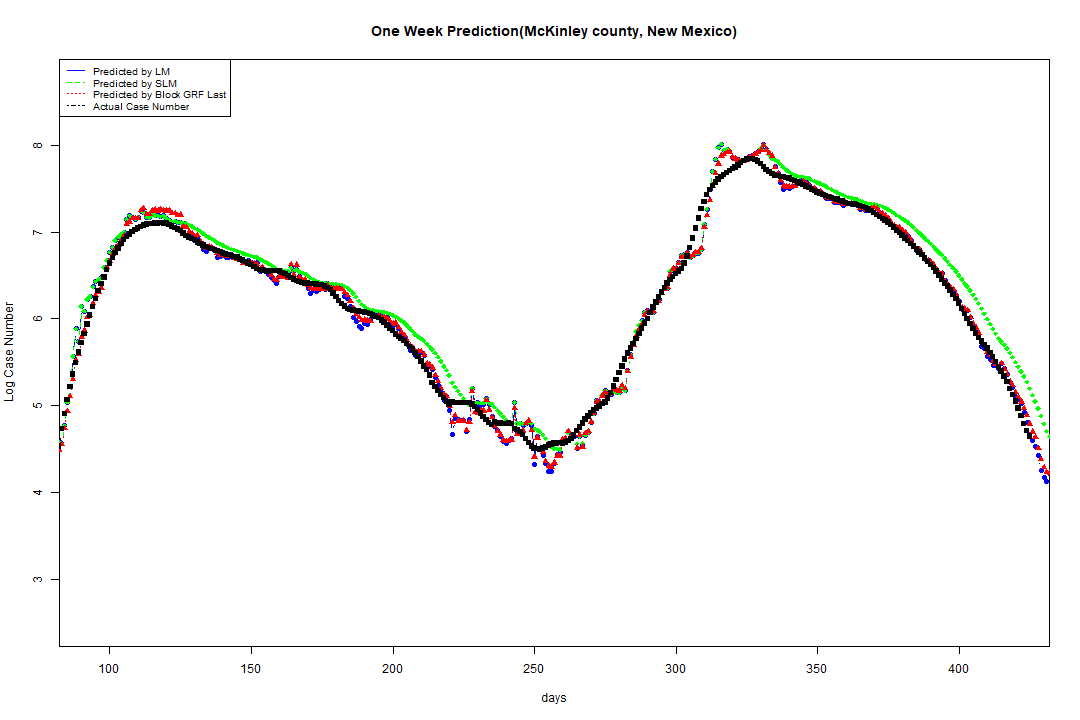 One Week Prediction(McKinley county, New Mexico)
Predicted by LM
Predicted by SLM
Predicted by Block GRF Last
Actual Case Number
Log Case Number
8
7
6
5
4
3
100 150 200 250 300 350 400
days